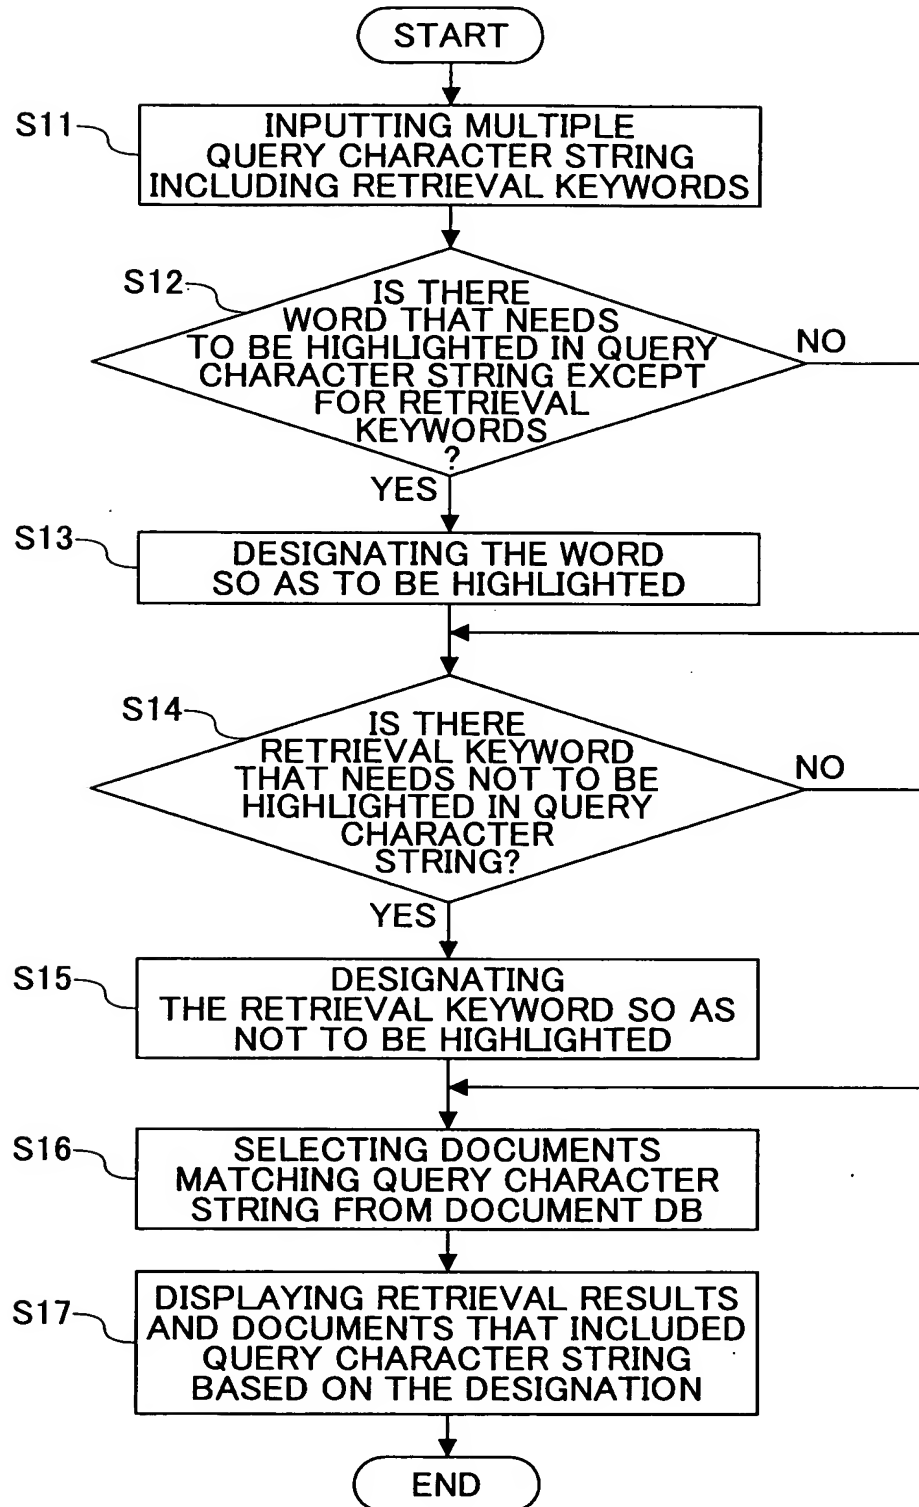 START
S11
INPUTTING MULTIPLE
QUERY CHARACTER STRING
INCLUDING RETRIEVAL KEYWORDS
S12
IS THERE
WORD THAT NEEDS
TO BE HIGHLIGHTED IN QUERY
CHARACTER STRING EXCEPT
FOR RETRIEVAL
KEYWORDS
?
NO
YES
S13
DESIGNATING THE WORD
SO AS TO BE HIGHLIGHTED
S14
IS THERE
RETRIEVAL KEYWORD
THAT NEEDS NOT TO BE
HIGHLIGHTED IN QUERY
CHARACTER
STRING?
NO
YES
S15
DESIGNATING
THE RETRIEVAL KEYWORD SO AS
NOT TO BE HIGHLIGHTED
S16
SELECTING DOCUMENTS
MATCHING QUERY CHARACTER
STRING FROM DOCUMENT DB
S17
DISPLAYING RETRIEVAL RESULTS
AND DOCUMENTS THAT INCLUDED
QUERY CHARACTER STRING
BASED ON THE DESIGNATION
END